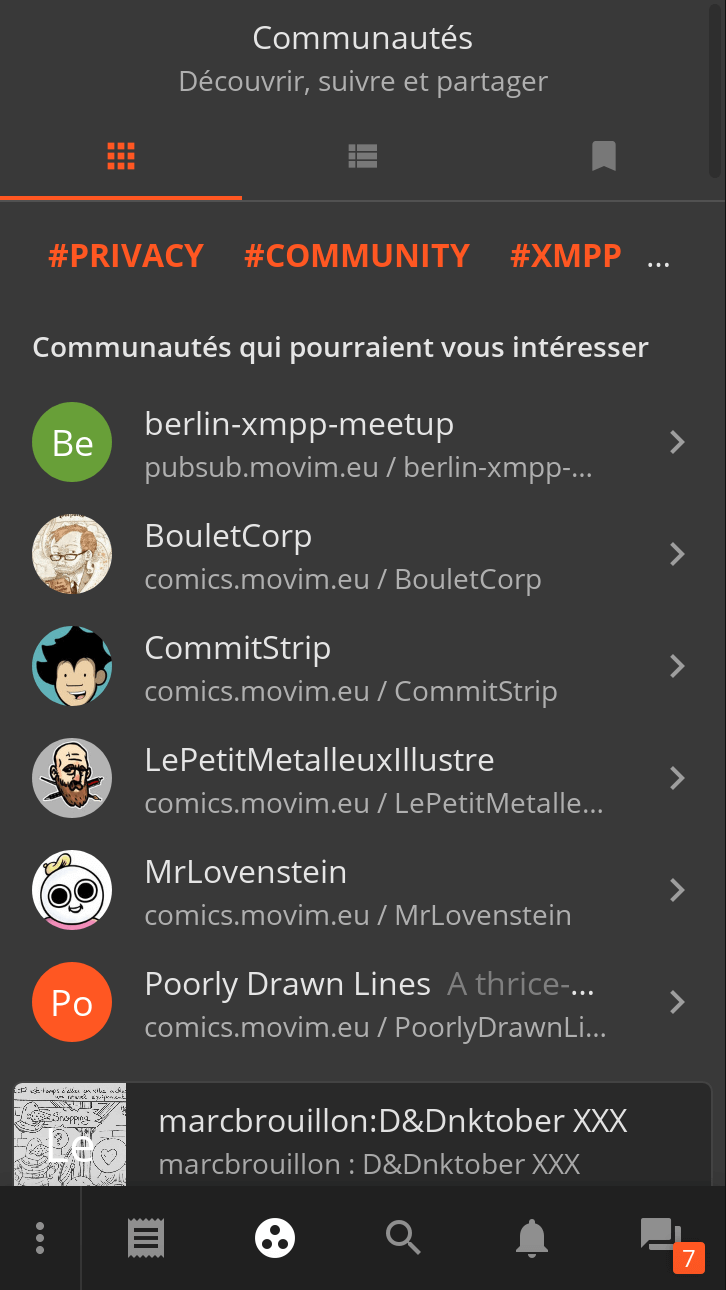 Communautés
Découvrir, suivre et partager
#PRIVACY #COMMUNITY #XMPP ...
Communautés qui pourraient vous intéresser
Be
berlin-xmpp-meetup
pubsub.movim.eu / berlin-xmpp-...
BouletCorp
comics.movim.eu / BouletCorp
CommitStrip
comics.movim.eu / CommitStrip
LePetitMetalleuxIllustre
comics.movim.eu / LePetitMetalle...
MrLovenstein
comics.movim.eu / MrLovenstein
Po
Poorly Drawn Lines A thrice-...
comics.movim.eu / PoorlyDrawnLi...
Le
marcbrouillon:D&Dnktober XXX
marcbrouillon : D&Dnktober XXX
7